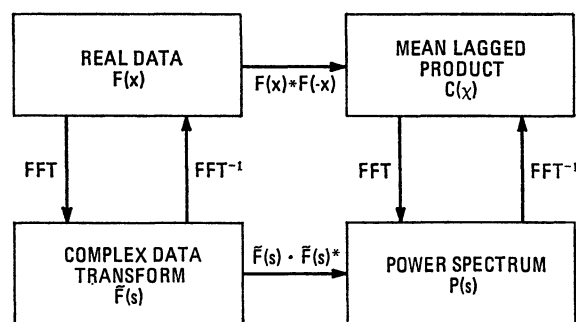 REAL DATA
F(x)
F(x)*F(-x)
MEAN LAGGED
PRODUCT
C(χ)
FFT
FFT⁻¹
FFT
FFT⁻¹
COMPLEX DATA
TRANSFORM
F̃(s)
F̃(s) · F̃(s)*
POWER SPECTRUM
P(s)